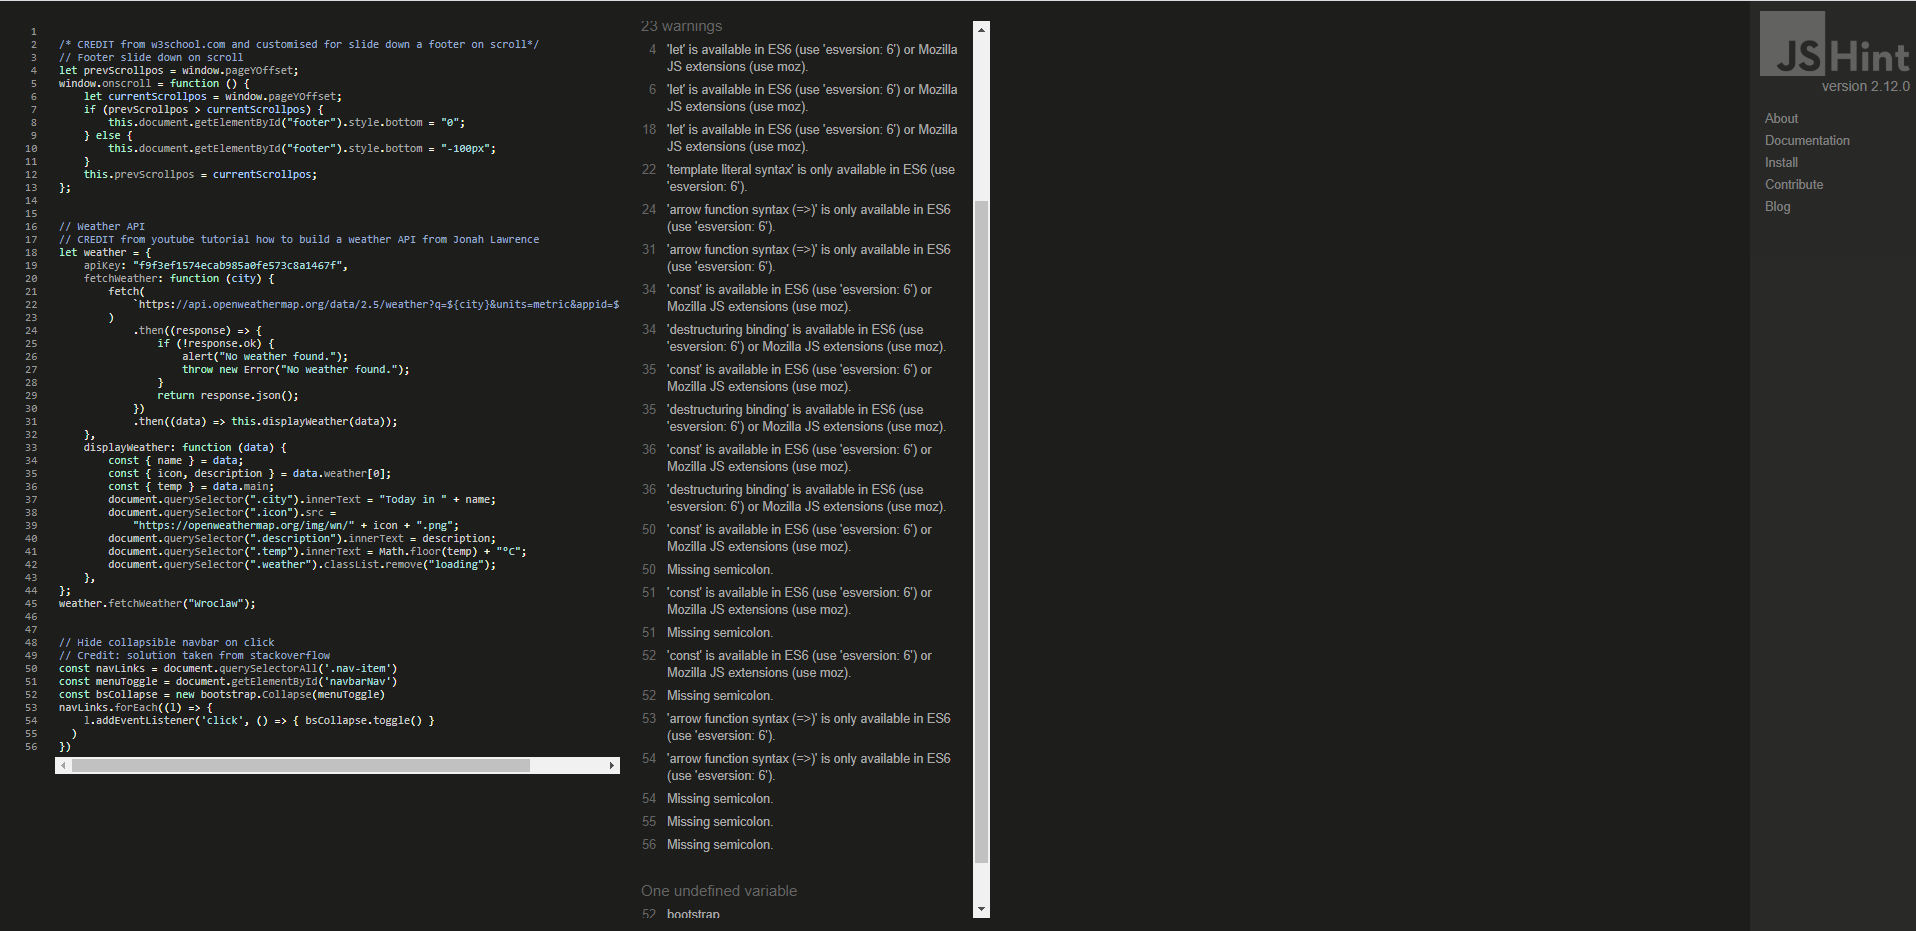 1
2 /* CREDIT from w3school.com and customised for slide down a footer on scroll*/
3 // Footer slide down on scroll
4 let prevScrollpos = window.pageYOffset;
5 window.onscroll = function () {
6 let currentScrollpos = window.pageYOffset;
7 if (prevScrollpos > currentScrollpos) {
8 this.document.getElementById("footer").style.bottom = "0";
9 } else {
10 this.document.getElementById("footer").style.bottom = "-100px";
11 }
12 this.prevScrollpos = currentScrollpos;
13 };
14
15
16 // Weather API
17 // CREDIT from youtube tutorial how to build a weather API from Jonah Lawrence
18 let weather = {
19 apiKey: "f9f3ef1574ecab985a0fe573c8a1467f",
20 fetchWeather: function (city) {
21 fetch(
22 `https://api.openweathermap.org/data/2.5/weather?q=${city}&units=metric&appid=$
23 )
24 .then((response) => {
25 if (!response.ok) {
26 alert("No weather found.");
27 throw new Error("No weather found.");
28 }
29 return response.json();
30 })
31 .then((data) => this.displayWeather(data));
32 },
33 displayWeather: function (data) {
34 const { name } = data;
35 const { icon, description } = data.weather[0];
36 const { temp } = data.main;
37 document.querySelector(".city").innerText = "Today in " + name;
38 document.querySelector(".icon").src =
39 "https://openweathermap.org/img/wn/" + icon + ".png";
40 document.querySelector(".description").innerText = description;
41 document.querySelector(".temp").innerText = Math.floor(temp) + "°C";
42 document.querySelector(".weather").classList.remove("loading");
43 },
44 };
45 weather.fetchWeather("Wroclaw");
46
47
48 // Hide collapsible navbar on click
49 // Credit: solution taken from stackoverflow
50 const navLinks = document.querySelectorAll('.nav-item')
51 const menuToggle = document.getElementById('navbarNav')
52 const bsCollapse = new bootstrap.Collapse(menuToggle)
53 navLinks.forEach((l) => {
54 l.addEventListener('click', () => { bsCollapse.toggle() }
55 )
56 })
23 warnings
4 'let' is available in ES6 (use 'esversion: 6') or Mozilla
JS extensions (use moz).
6 'let' is available in ES6 (use 'esversion: 6') or Mozilla
JS extensions (use moz).
18 'let' is available in ES6 (use 'esversion: 6') or Mozilla
JS extensions (use moz).
22 'template literal syntax' is only available in ES6 (use
'esversion: 6').
24 'arrow function syntax (=>)' is only available in ES6
(use 'esversion: 6').
31 'arrow function syntax (=>)' is only available in ES6
(use 'esversion: 6').
34 'const' is available in ES6 (use 'esversion: 6') or
Mozilla JS extensions (use moz).
34 'destructuring binding' is available in ES6 (use
'esversion: 6') or Mozilla JS extensions (use moz).
35 'const' is available in ES6 (use 'esversion: 6') or
Mozilla JS extensions (use moz).
35 'destructuring binding' is available in ES6 (use
'esversion: 6') or Mozilla JS extensions (use moz).
36 'const' is available in ES6 (use 'esversion: 6') or
Mozilla JS extensions (use moz).
36 'destructuring binding' is available in ES6 (use
'esversion: 6') or Mozilla JS extensions (use moz).
50 'const' is available in ES6 (use 'esversion: 6') or
Mozilla JS extensions (use moz).
50 Missing semicolon.
51 'const' is available in ES6 (use 'esversion: 6') or
Mozilla JS extensions (use moz).
51 Missing semicolon.
52 'const' is available in ES6 (use 'esversion: 6') or
Mozilla JS extensions (use moz).
52 Missing semicolon.
53 'arrow function syntax (=>)' is only available in ES6
(use 'esversion: 6').
54 'arrow function syntax (=>)' is only available in ES6
(use 'esversion: 6').
54 Missing semicolon.
55 Missing semicolon.
56 Missing semicolon.
One undefined variable
52 bootstrap
JSHint
version 2.12.0
About
Documentation
Install
Contribute
Blog